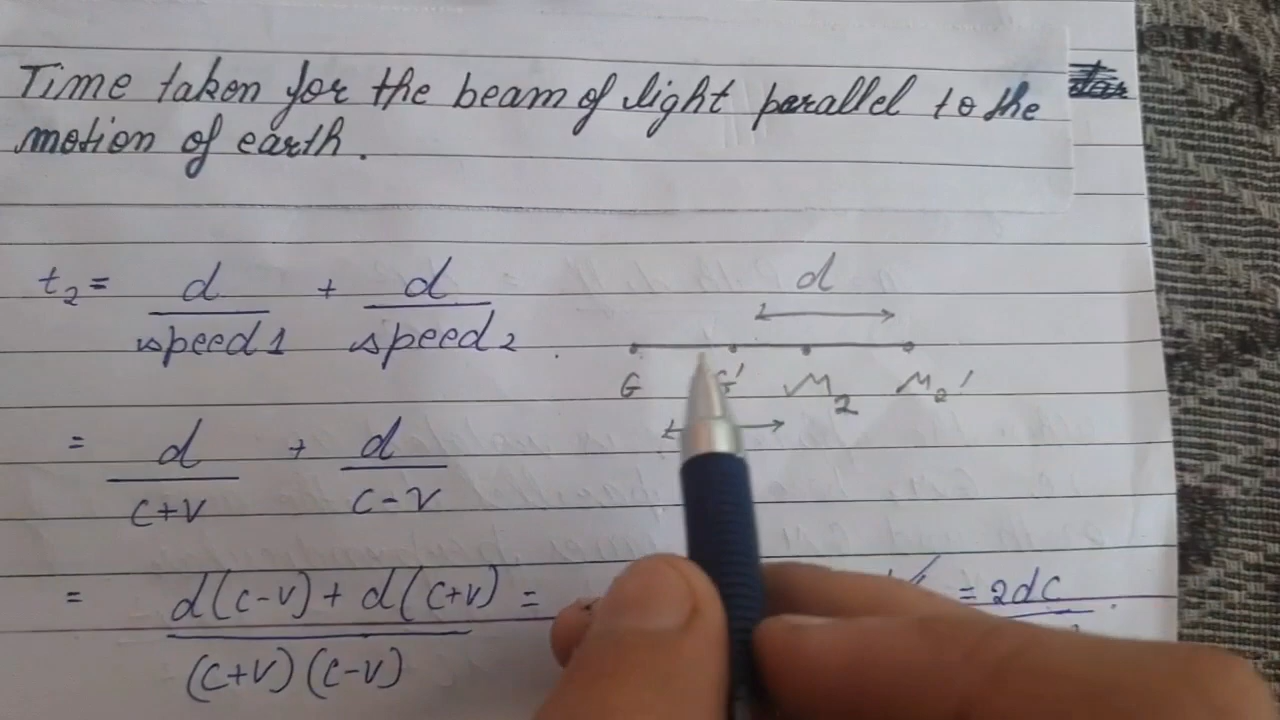 Time taken for the beam of light parallel to the
motion of earth.
t₂ = d/speed1 + d/speed2
d
G G' M₂ M₂'
= d/c+v + d/c-v
= d(c-v) + d(c+v)/(c+v)(c-v) = = 2dc